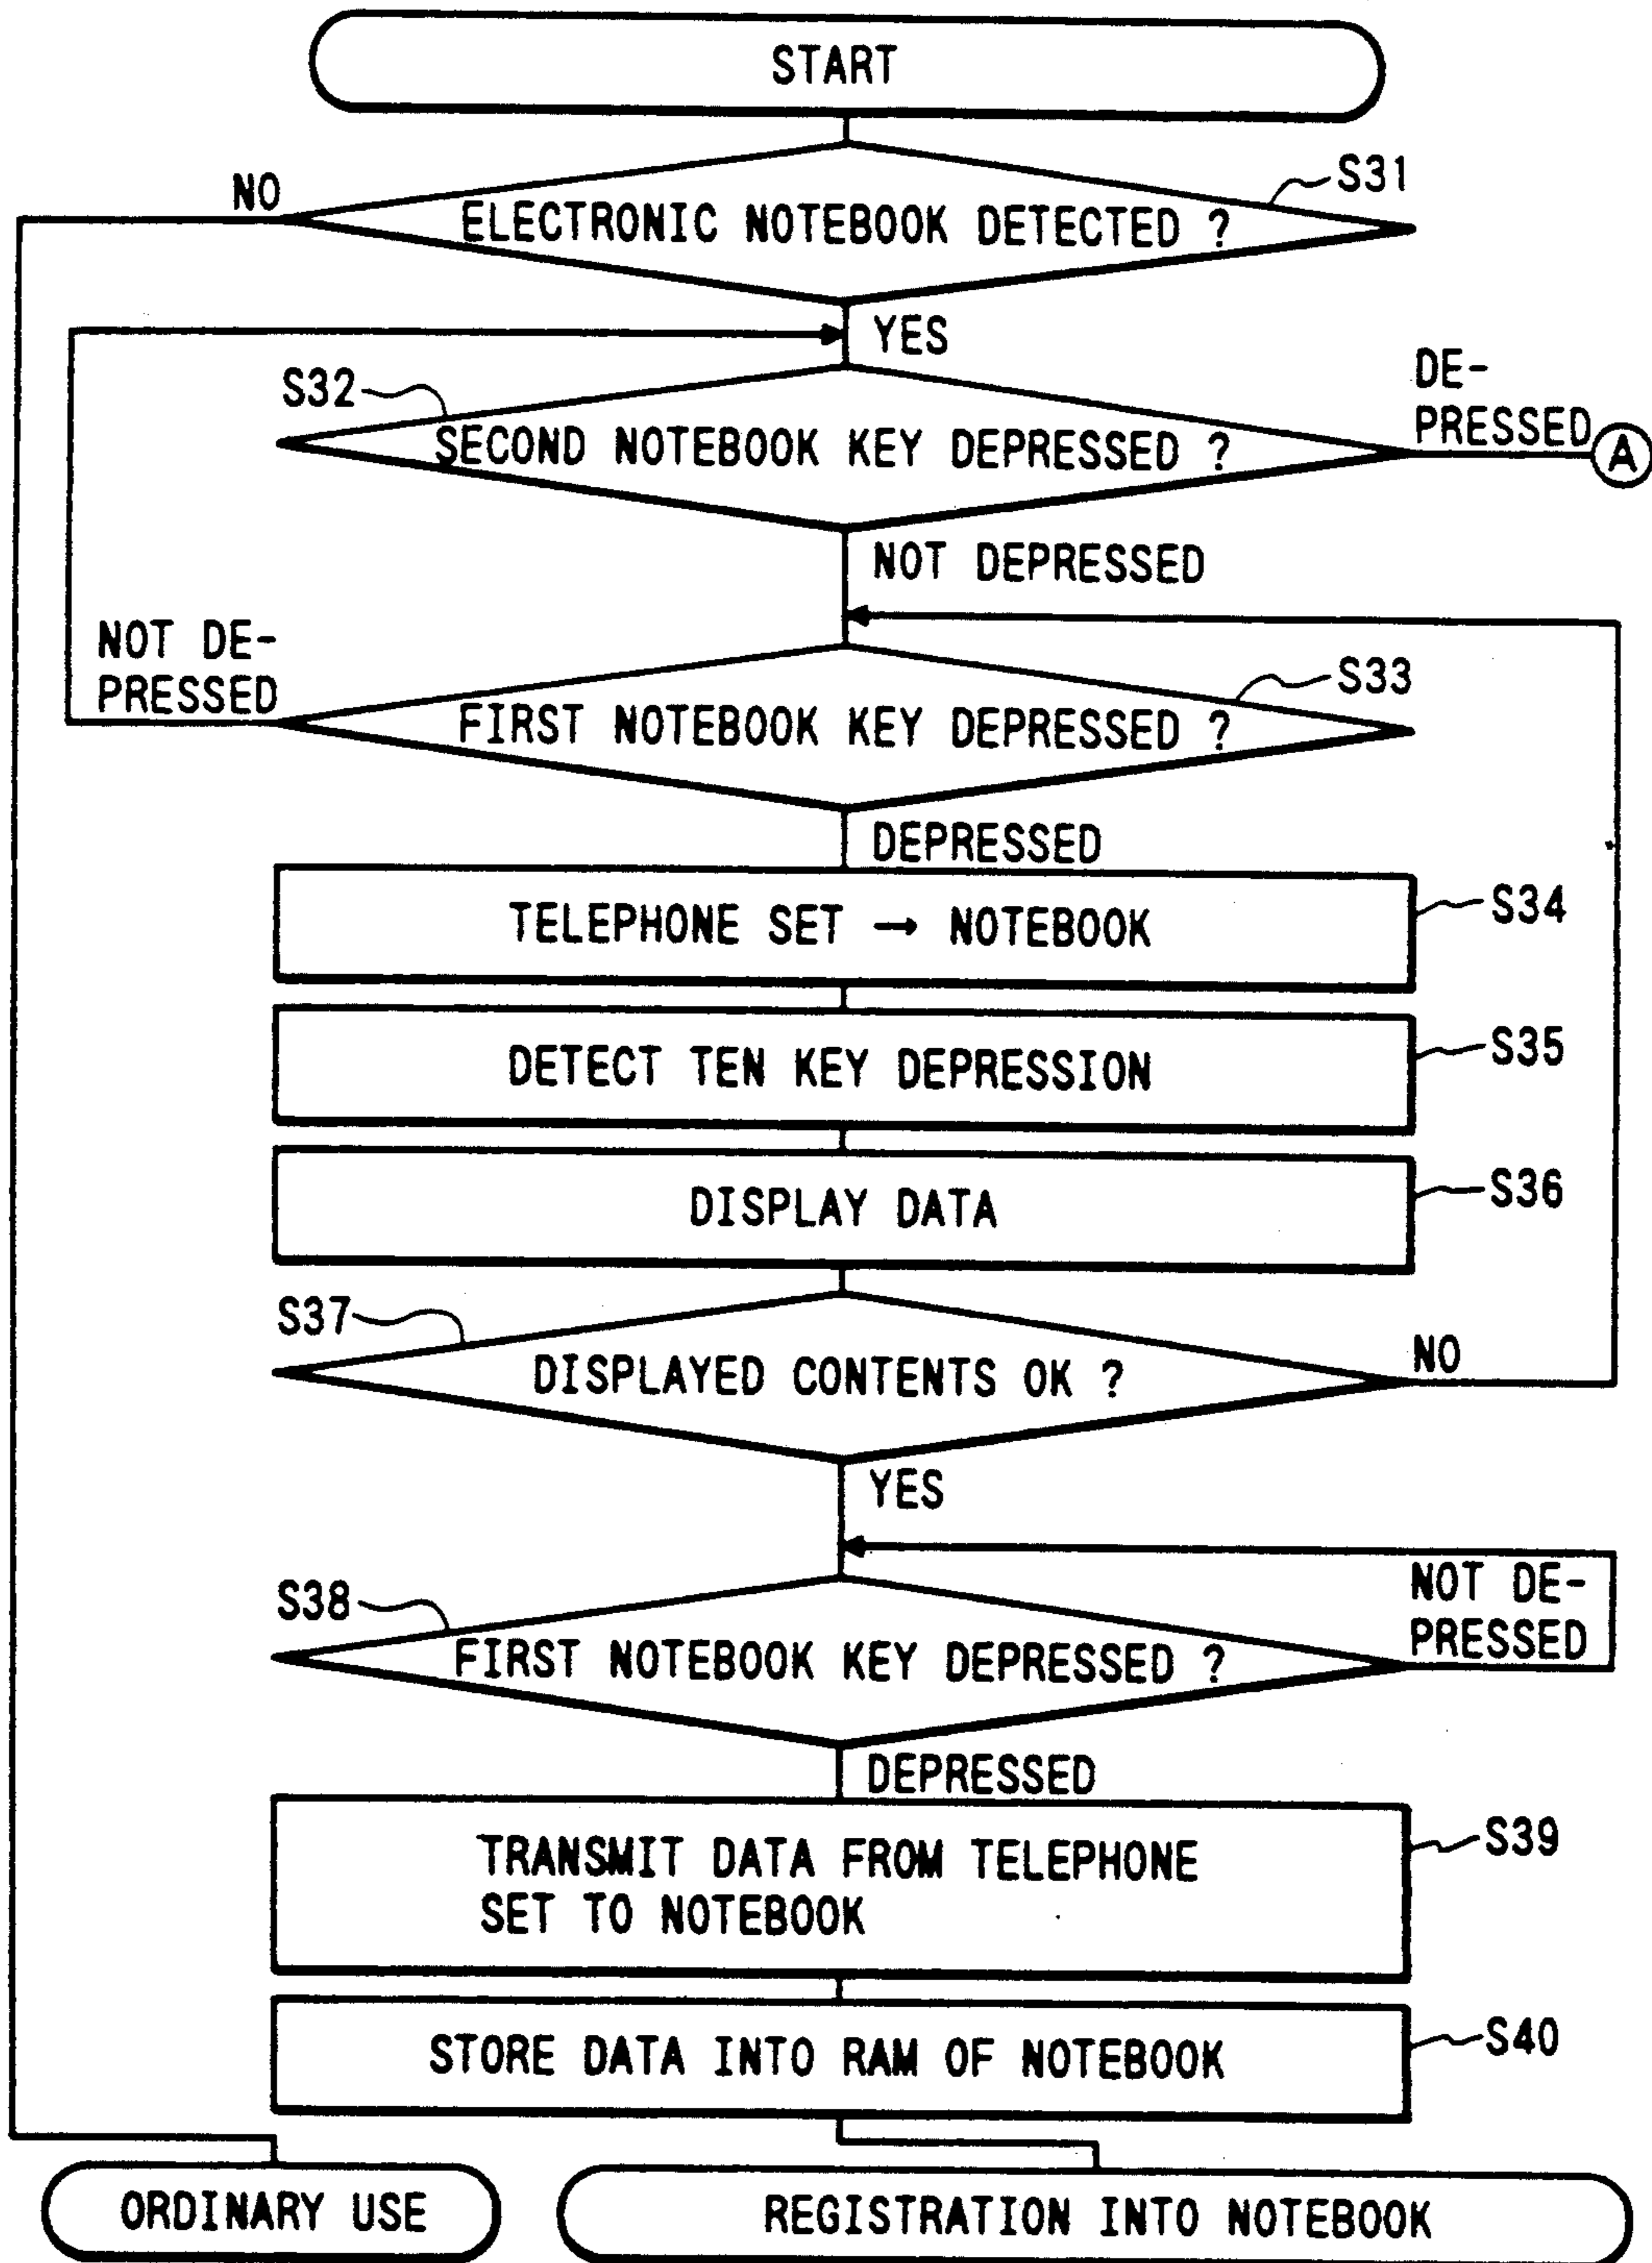 START
NO
S31
ELECTRONIC NOTEBOOK DETECTED ?
YES
S32
DE-
PRESSED
A
SECOND NOTEBOOK KEY DEPRESSED ?
NOT DEPRESSED
NOT DE-
PRESSED
S33
FIRST NOTEBOOK KEY DEPRESSED ?
DEPRESSED
TELEPHONE SET → NOTEBOOK
S34
DETECT TEN KEY DEPRESSION
S35
DISPLAY DATA
S36
S37
DISPLAYED CONTENTS OK ?
NO
YES
S38
NOT DE-
PRESSED
FIRST NOTEBOOK KEY DEPRESSED ?
DEPRESSED
TRANSMIT DATA FROM TELEPHONE
SET TO NOTEBOOK
S39
STORE DATA INTO RAM OF NOTEBOOK
S40
ORDINARY USE
REGISTRATION INTO NOTEBOOK